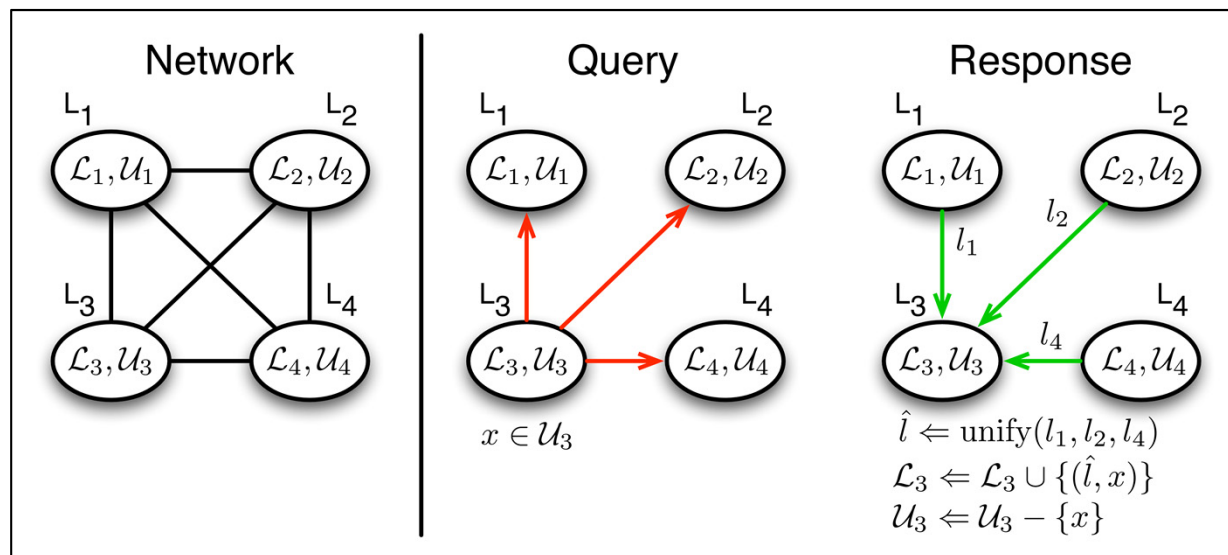 Network
L1 L2
ℒ₁, 𝒰₁ ℒ₂, 𝒰₂
L3 L4
ℒ₃, 𝒰₃ ℒ₄, 𝒰₄
Query
L1 L2
ℒ₁, 𝒰₁ ℒ₂, 𝒰₂
L3 L4
ℒ₃, 𝒰₃ ℒ₄, 𝒰₄
x ∈ 𝒰₃
Response
L1 L2
ℒ₁, 𝒰₁ ℒ₂, 𝒰₂
l₁ l₂
L3 L4
l₄
ℒ₃, 𝒰₃ ℒ₄, 𝒰₄
l̂ ⇐ unify(l₁, l₂, l₄)
ℒ₃ ⇐ ℒ₃ ∪ {(l̂, x)}
𝒰₃ ⇐ 𝒰₃ − {x}